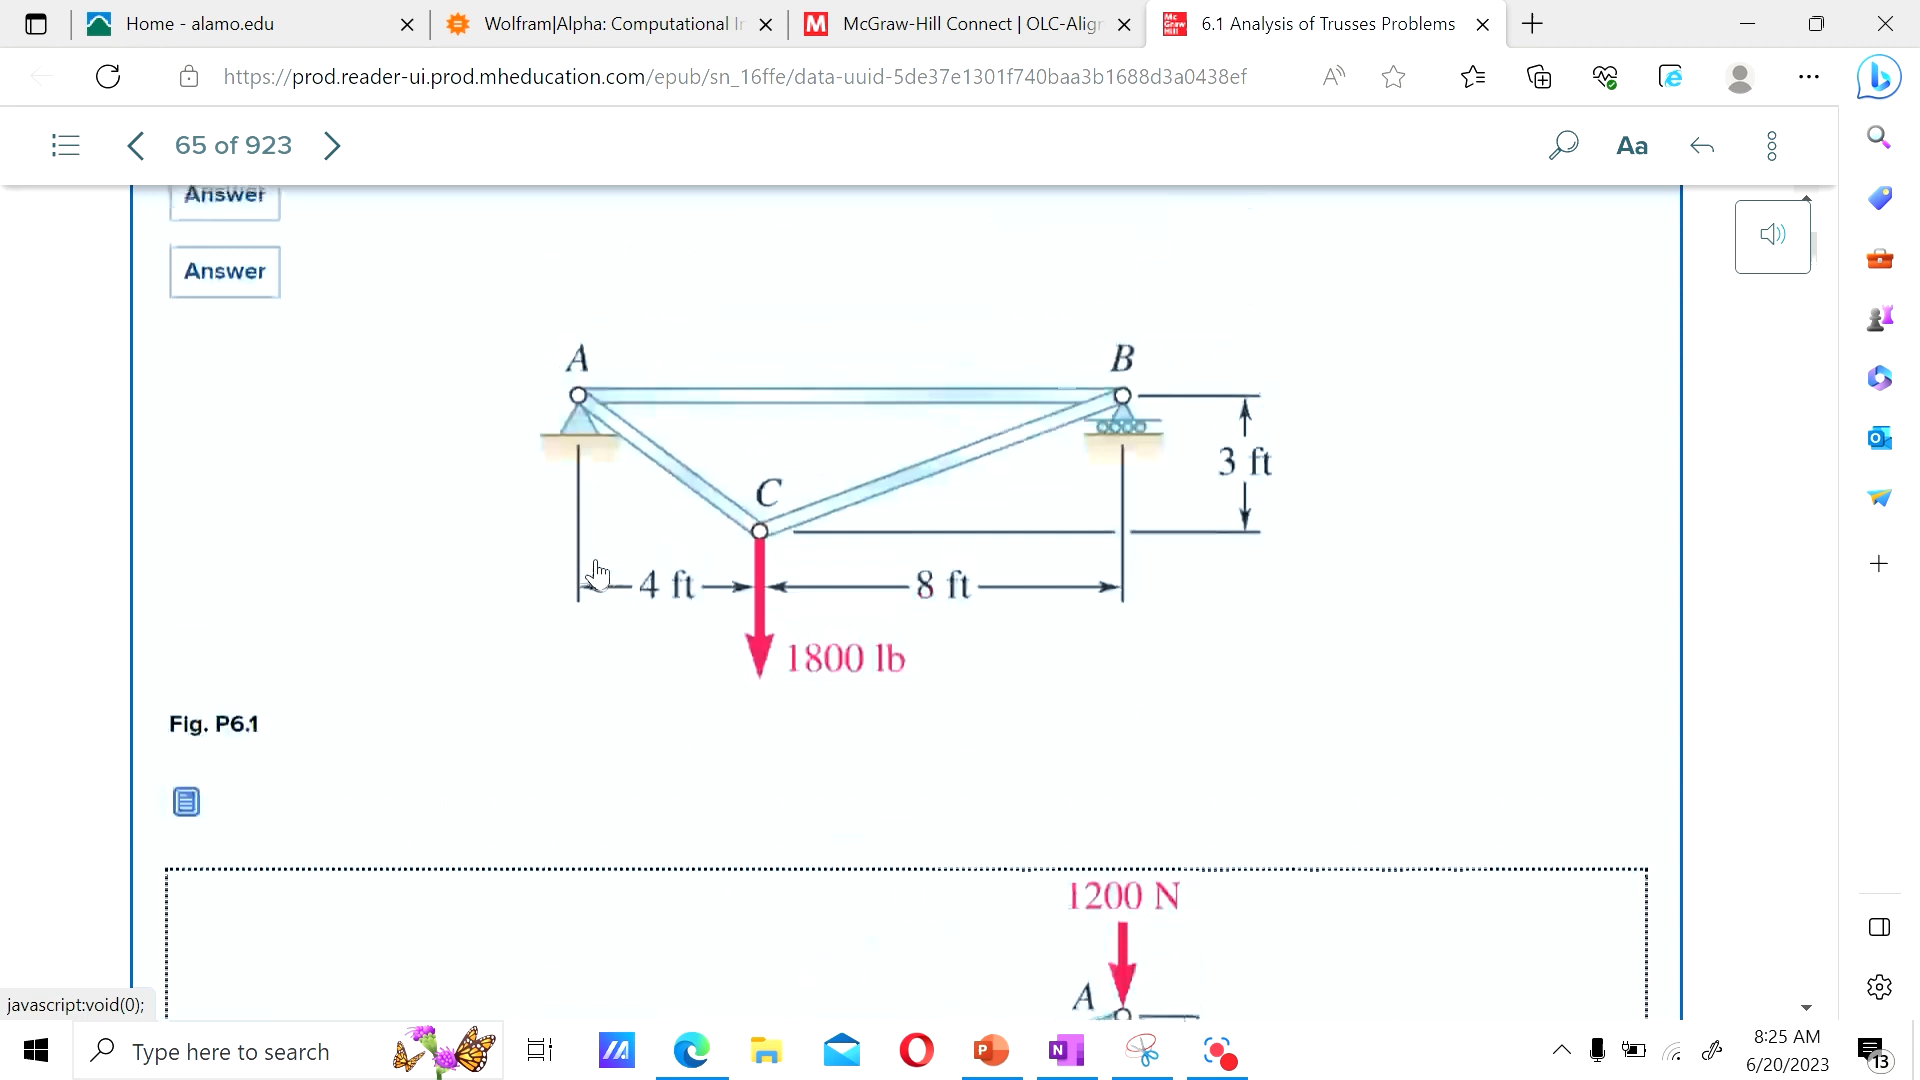 Home - alamo.edu
Wolfram|Alpha: Computational In
McGraw-Hill Connect | OLC-Align
6.1 Analysis of Trusses Problems
https://prod.reader-ui.prod.mheducation.com/epub/sn_16ffe/data-uuid-5de37e1301f740baa3b1688d3a0438ef
65 of 923
Aa
Answer
Answer
A
B
3 ft
C
4 ft
8 ft
1800 lb
Fig. P6.1
1200 N
A
javascript:void(0);
Type here to search
8:25 AM
6/20/2023
13